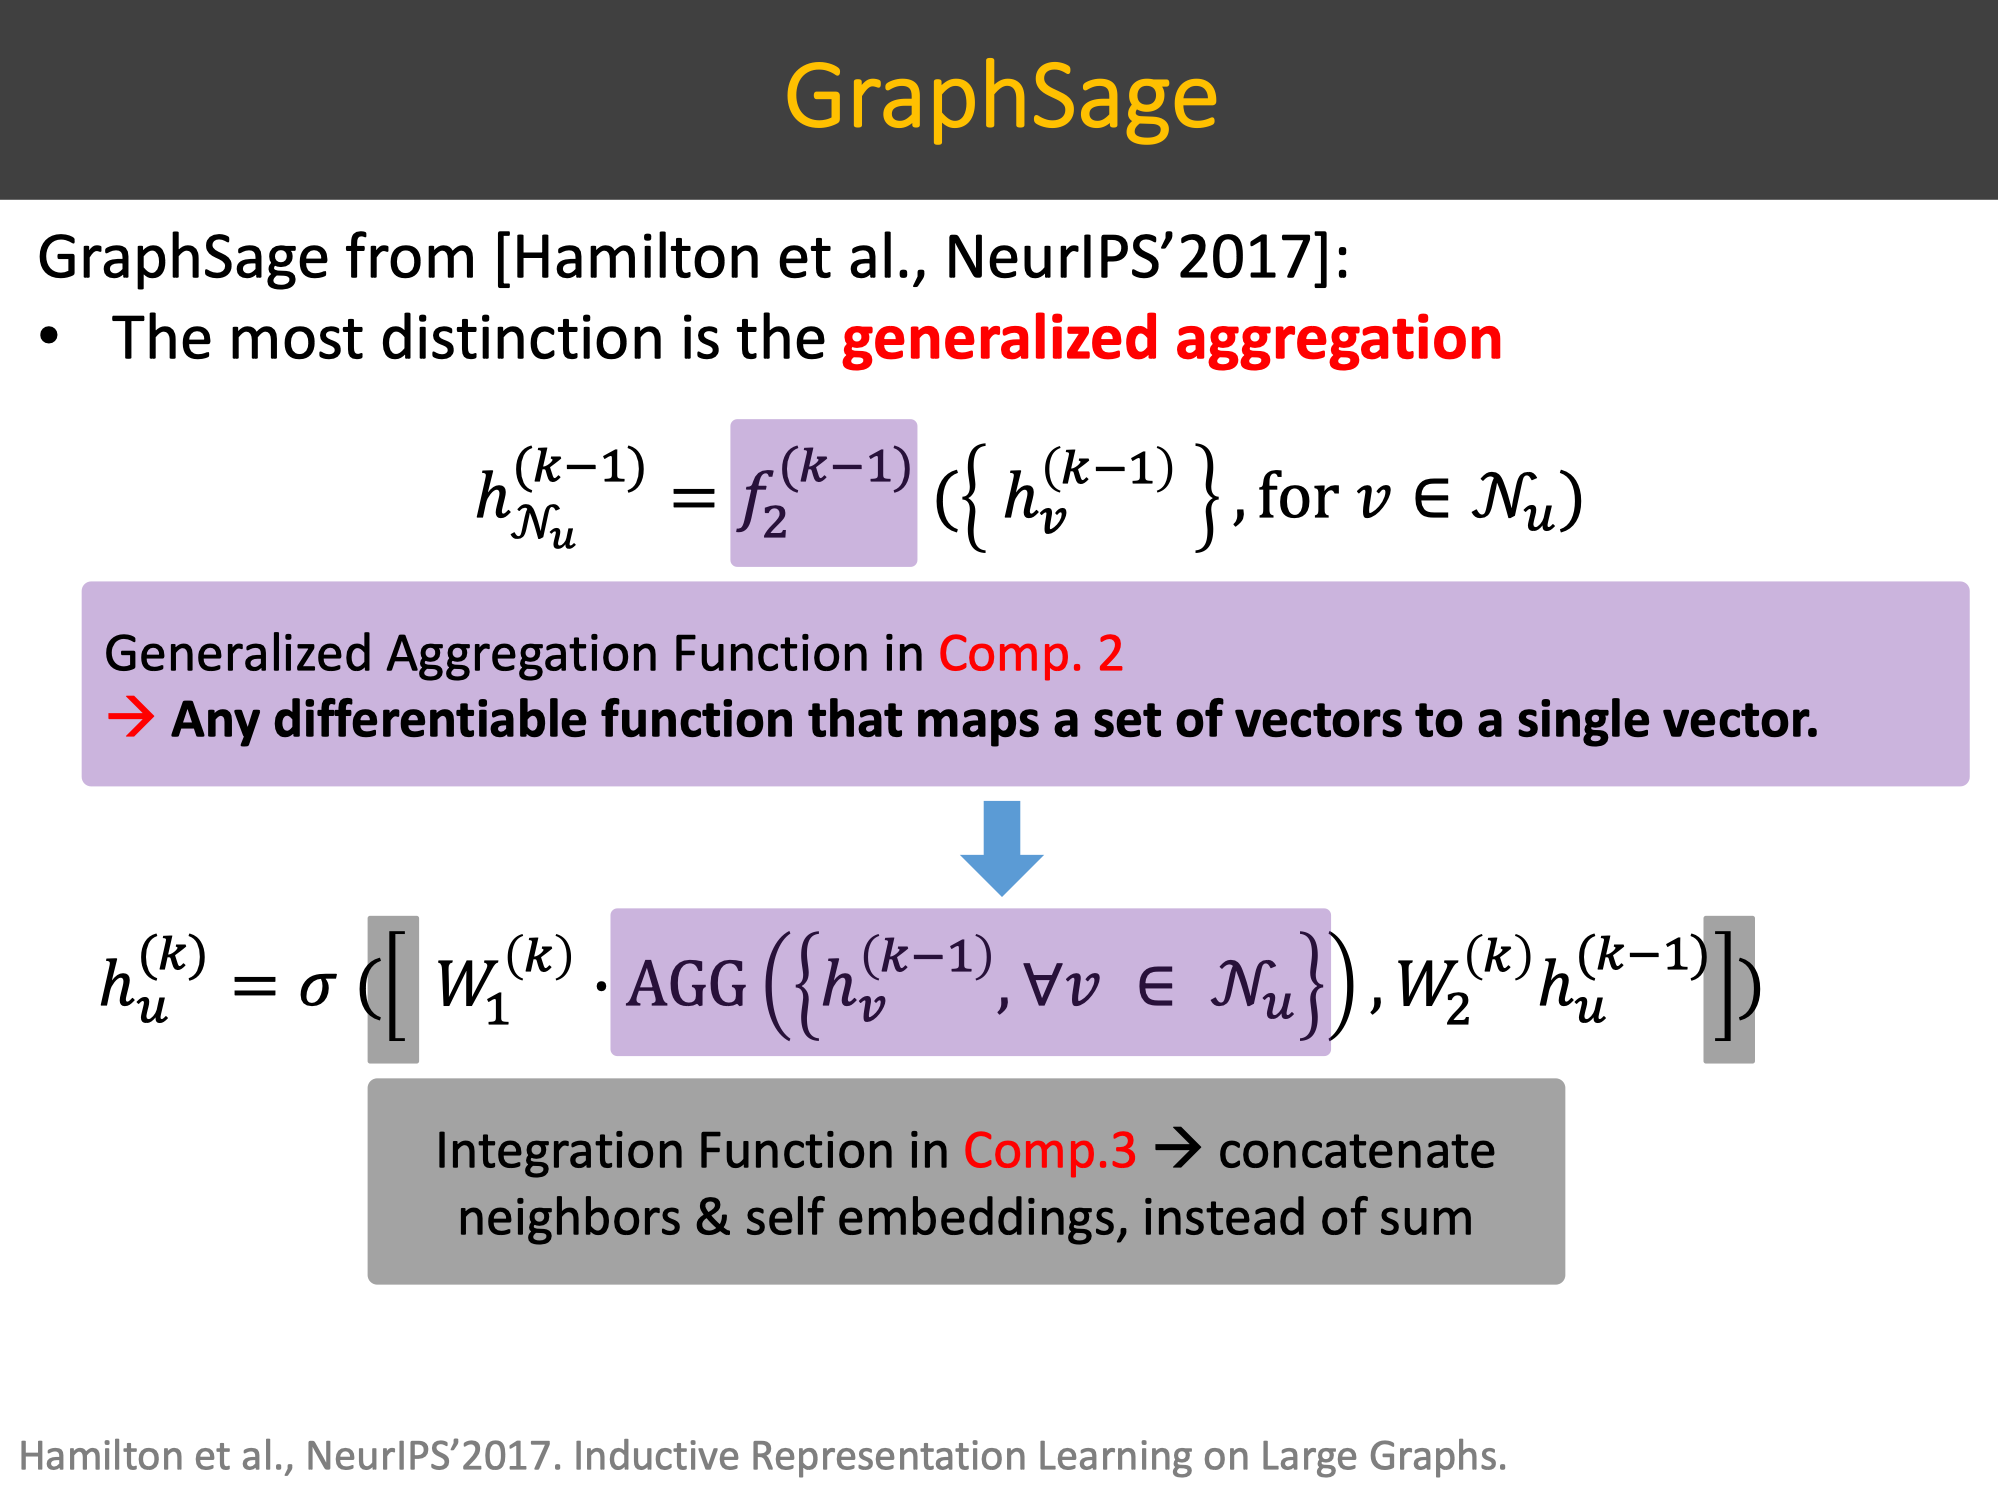 GraphSage
GraphSage from [Hamilton et al., NeurIPS’2017]:
• The most distinction is the generalized aggregation
h_{𝒩_u}^{(k−1)} = f_2^{(k−1)} ({ h_v^{(k−1)} }, for v ∈ 𝒩_u)
Generalized Aggregation Function in Comp. 2
→ Any differentiable function that maps a set of vectors to a single vector.
h_u^{(k)} = σ ([ W_1^{(k)} · AGG ({h_v^{(k−1)}, ∀v ∈ 𝒩_u}), W_2^{(k)} h_u^{(k−1)} ])
Integration Function in Comp.3 → concatenate
neighbors & self embeddings, instead of sum
Hamilton et al., NeurIPS’2017. Inductive Representation Learning on Large Graphs.